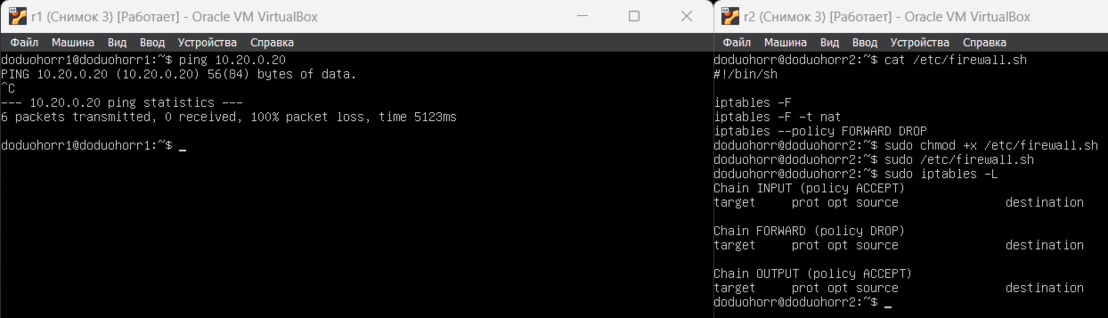 r1 (Снимок 3) [Работает] - Oracle VM VirtualBox
Файл Машина Вид Ввод Устройства Справка
doduohorr1@doduohorr1:~$ ping 10.20.0.20
PING 10.20.0.20 (10.20.0.20) 56(84) bytes of data.
^C
--- 10.20.0.20 ping statistics ---
6 packets transmitted, 0 received, 100% packet loss, time 5123ms
doduohorr1@doduohorr1:~$ _
r2 (Снимок 3) [Работает] - Oracle VM VirtualBox
Файл Машина Вид Ввод Устройства Справка
doduohorr@doduohorr2:~$ cat /etc/firewall.sh
#!/bin/sh
iptables -F
iptables -F -t nat
iptables --policy FORWARD DROP
doduohorr@doduohorr2:~$ sudo chmod +x /etc/firewall.sh
doduohorr@doduohorr2:~$ sudo /etc/firewall.sh
doduohorr@doduohorr2:~$ sudo iptables -L
Chain INPUT (policy ACCEPT)
target prot opt source destination
Chain FORWARD (policy DROP)
target prot opt source destination
Chain OUTPUT (policy ACCEPT)
target prot opt source destination
doduohorr@doduohorr2:~$ _